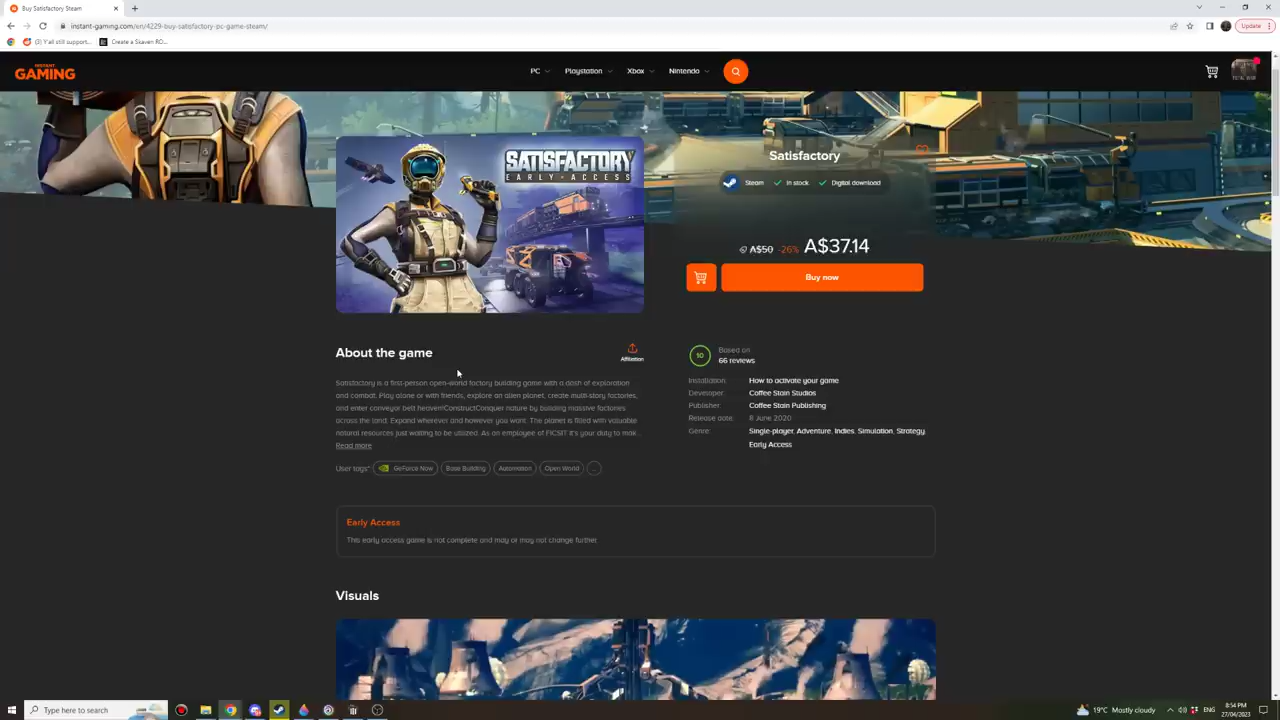 Buy Satisfactory Steam
instant-gaming.com/en/4229-buy-satisfactory-pc-game-steam/
Update
(3) Y'all still support...
Create a Skaven RO...
INSTANT
GAMING
PC
Playstation
Xbox
Nintendo
SATISFACTORY
EARLY-ACCESS
Satisfactory
Steam
In stock
Digital download
A$50
-26%
A$37.14
Buy now
About the game
Affiliation
Satisfactory is a first-person open-world factory building game with a dash of exploration
and combat. Play alone or with friends, explore an alien planet, create multi-story factories,
and enter conveyor belt heaven!ConstructConquer nature by building massive factories
across the land. Expand wherever and however you want. The planet is filled with valuable
natural resources just waiting to be utilized. As an employee of FICSIT it's your duty to mak...
Read more
User tags*
GeForce Now
Base Building
Automation
Open World
...
10
Based on
66 reviews
Installation:
How to activate your game
Developer:
Coffee Stain Studios
Publisher:
Coffee Stain Publishing
Release date:
8 June 2020
Genre:
Single-player, Adventure, Indies, Simulation, Strategy,
Early Access
Early Access
This early access game is not complete and may or may not change further.
Visuals
Type here to search
19°C Mostly cloudy
ENG
8:54 PM
27/04/2023